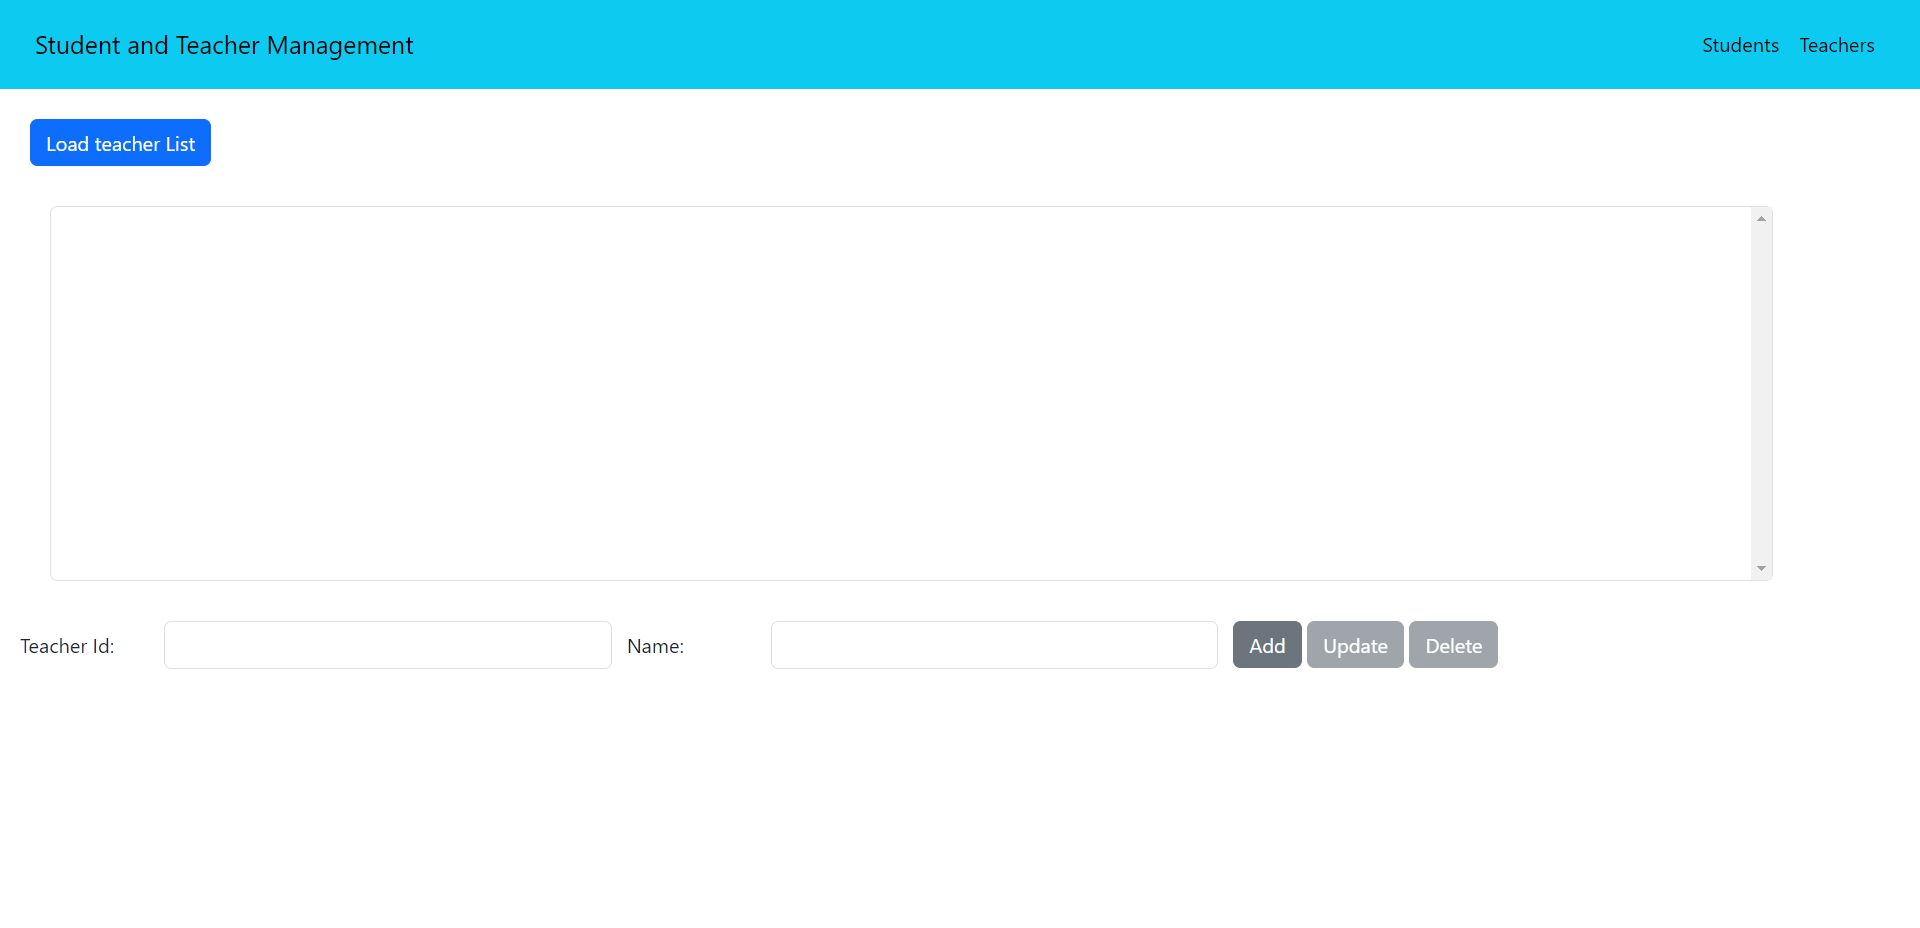 Student and Teacher Management Students Teachers
Load teacher List
Teacher Id: Name: Add Update Delete